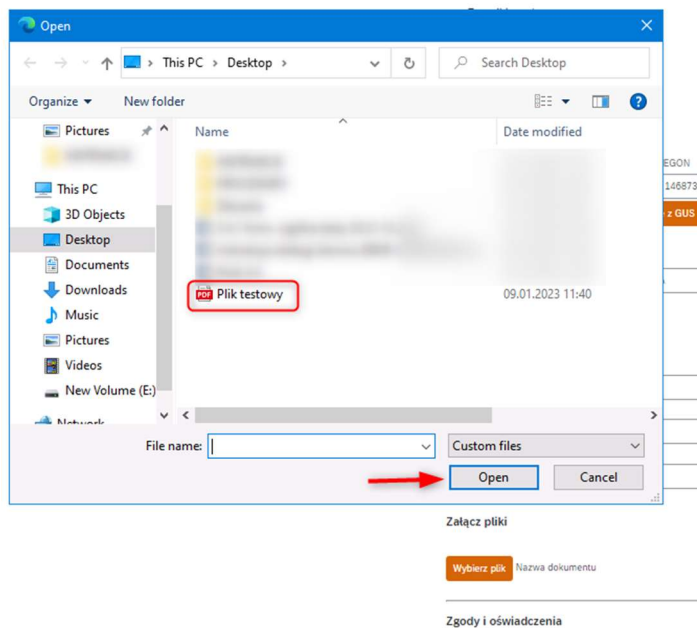 Open
This PC > Desktop >
Search Desktop
Organize
New folder
Pictures
Name
Date modified
This PC
3D Objects
Desktop
Documents
Downloads
Plik testowy
09.01.2023 11:40
Music
Pictures
Videos
New Volume (E:)
Network
File name:
Custom files
Open
Cancel
EGON
146873
z GUS
Załącz pliki
Wybierz plik
Nazwa dokumentu
Zgody i oświadczenia